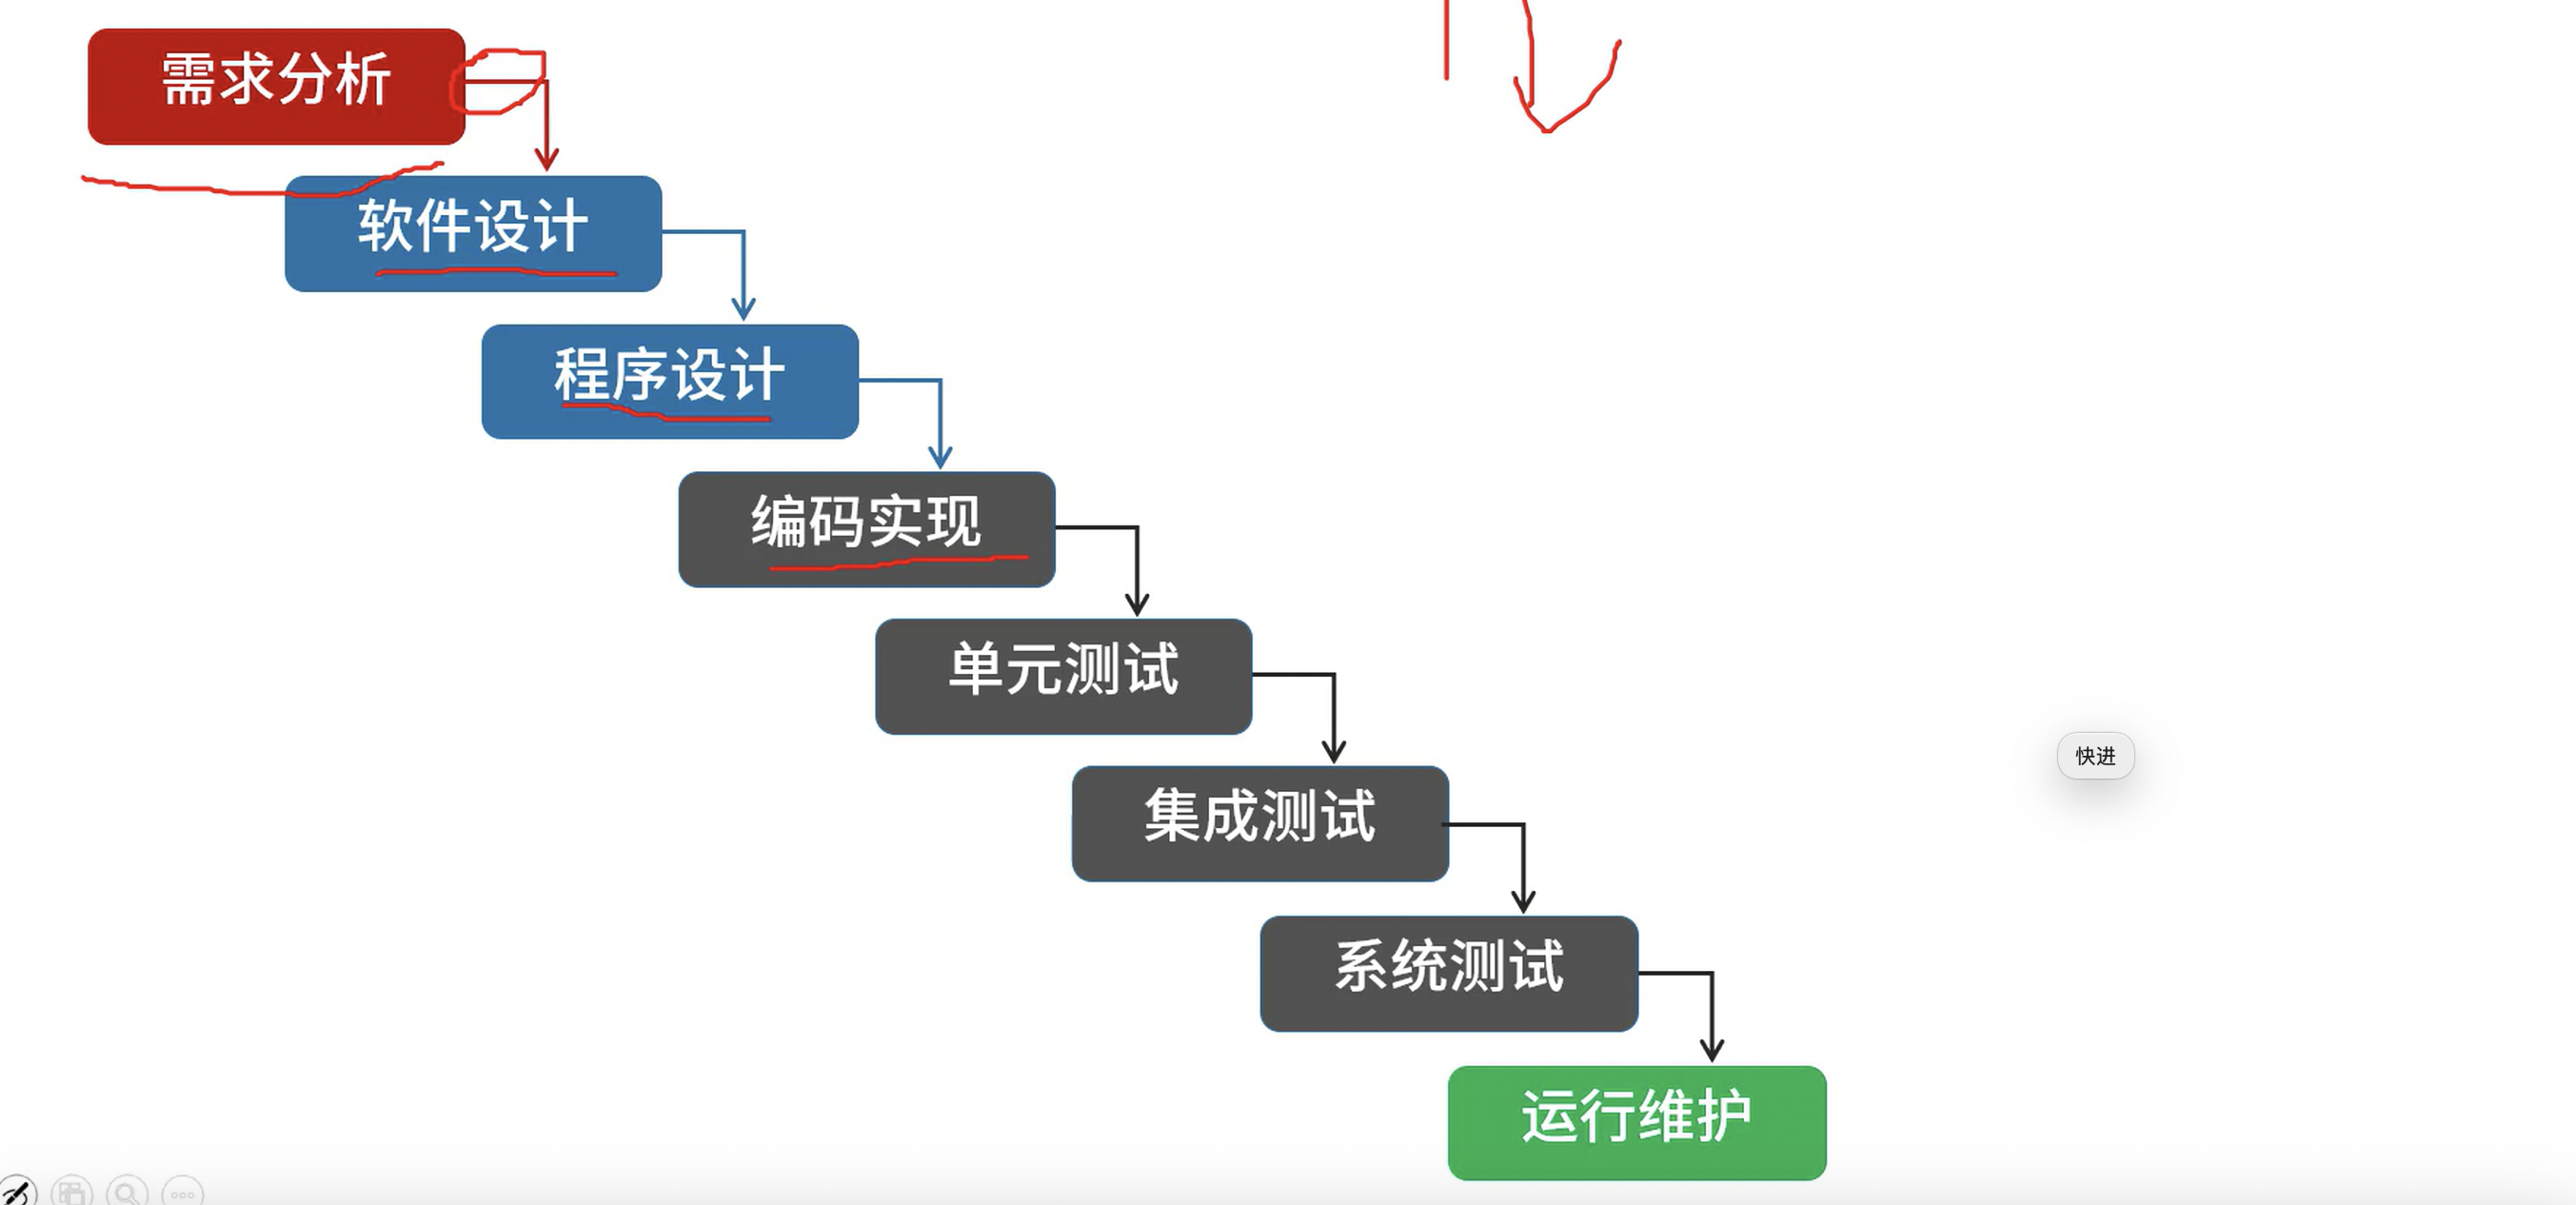 需求分析
软件设计
程序设计
编码实现
单元测试
集成测试
快进
系统测试
运行维护